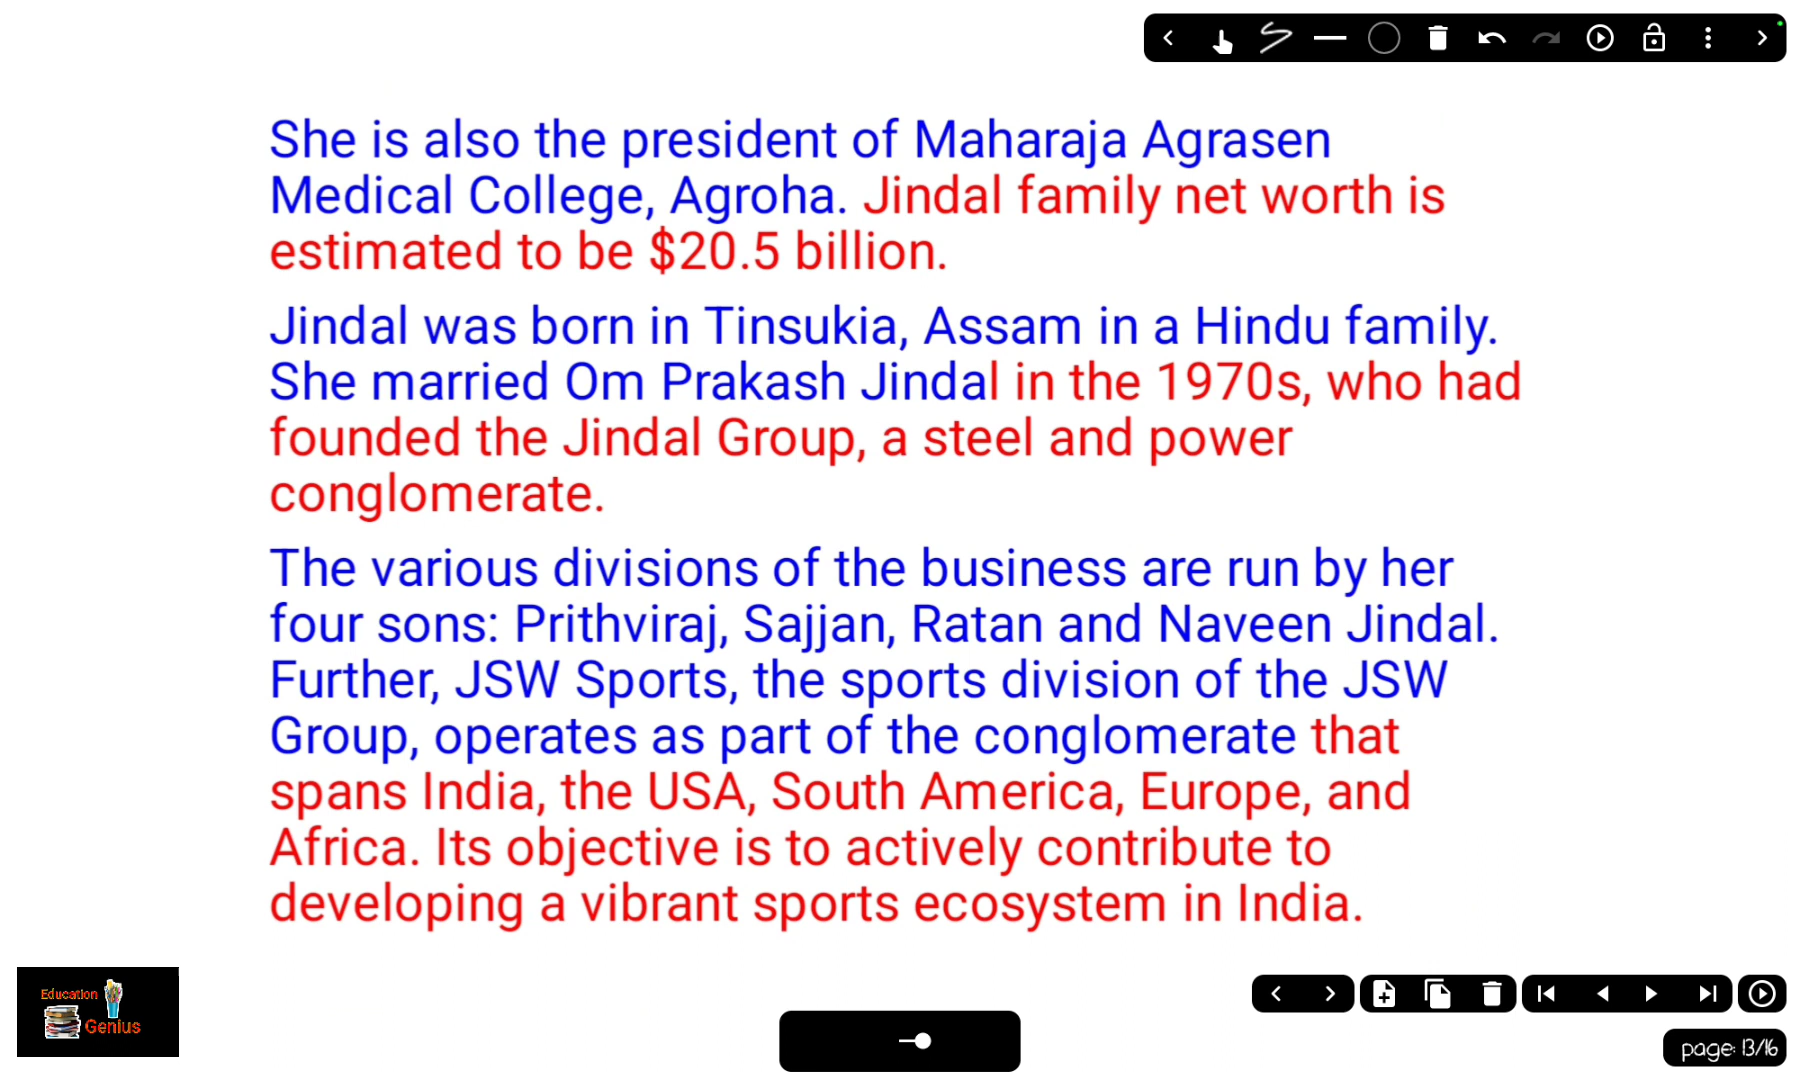 She is also the president of Maharaja Agrasen
Medical College, Agroha. Jindal family net worth is
estimated to be $20.5 billion.
Jindal was born in Tinsukia, Assam in a Hindu family.
She married Om Prakash Jindal in the 1970s, who had
founded the Jindal Group, a steel and power
conglomerate.
The various divisions of the business are run by her
four sons: Prithviraj, Sajjan, Ratan and Naveen Jindal.
Further, JSW Sports, the sports division of the JSW
Group, operates as part of the conglomerate that
spans India, the USA, South America, Europe, and
Africa. Its objective is to actively contribute to
developing a vibrant sports ecosystem in India.
Education
Genius
page: 13/16